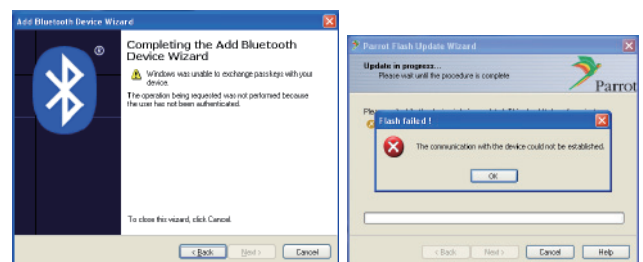 Add Bluetooth Device Wizard
®
Completing the Add Bluetooth
Device Wizard
Windows was unable to exchange passkeys with your
device.
The operation being requested was not performed because
the user has not been authenticated.
To close this wizard, click Cancel.
< Back
Next >
Cancel
Parrot Flash Update Wizard
Update in progress...
Please wait until the procedure is complete
Parrot
Flash failed !
The communication with the device could not be established.
OK
< Back
Next >
Cancel
Help